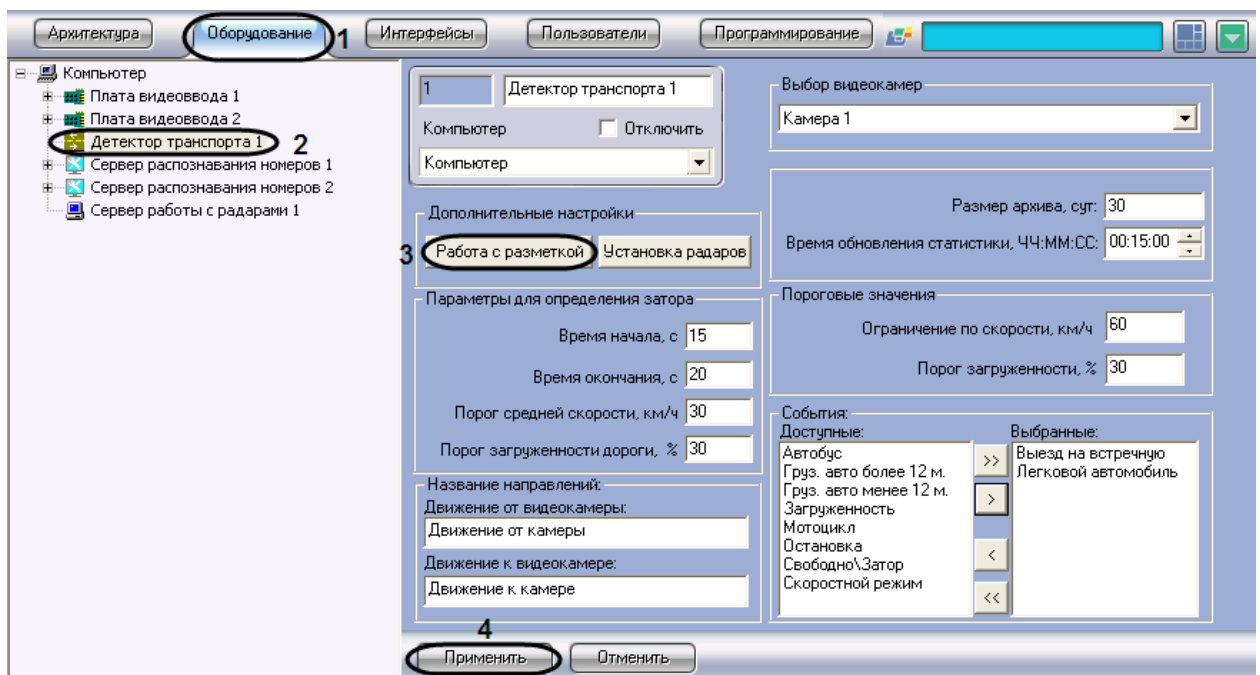 Архитектура
Оборудование
1
Интерфейсы
Пользователи
Программирование
Компьютер
Плата видеоввода 1
Плата видеоввода 2
Детектор транспорта 1
2
Сервер распознавания номеров 1
Сервер распознавания номеров 2
Сервер работы с радарами 1
1
Детектор транспорта 1
Компьютер
Отключить
Компьютер
Дополнительные настройки
3
Работа с разметкой
Установка радаров
Параметры для определения затора
Время начала, с 15
Время окончания, с 20
Порог средней скорости, км/ч 30
Порог загруженности дороги, % 30
Название направлений:
Движение от видеокамеры:
Движение от камеры
Движение к видеокамере:
Движение к камере
Выбор видеокамер
Камера 1
Размер архива, сут: 30
Время обновления статистики, ЧЧ:ММ:СС: 00:15:00
Пороговые значения
Ограничение по скорости, км/ч 60
Порог загруженности, % 30
События:
Доступные:
Автобус
Груз. авто более 12 м.
Груз. авто менее 12 м.
Загруженность
Мотоцикл
Остановка
Свободно\Затор
Скоростной режим
>>
>
<
<<
Выбранные:
Выезд на встречную
Легковой автомобиль
4
Применить
Отменить